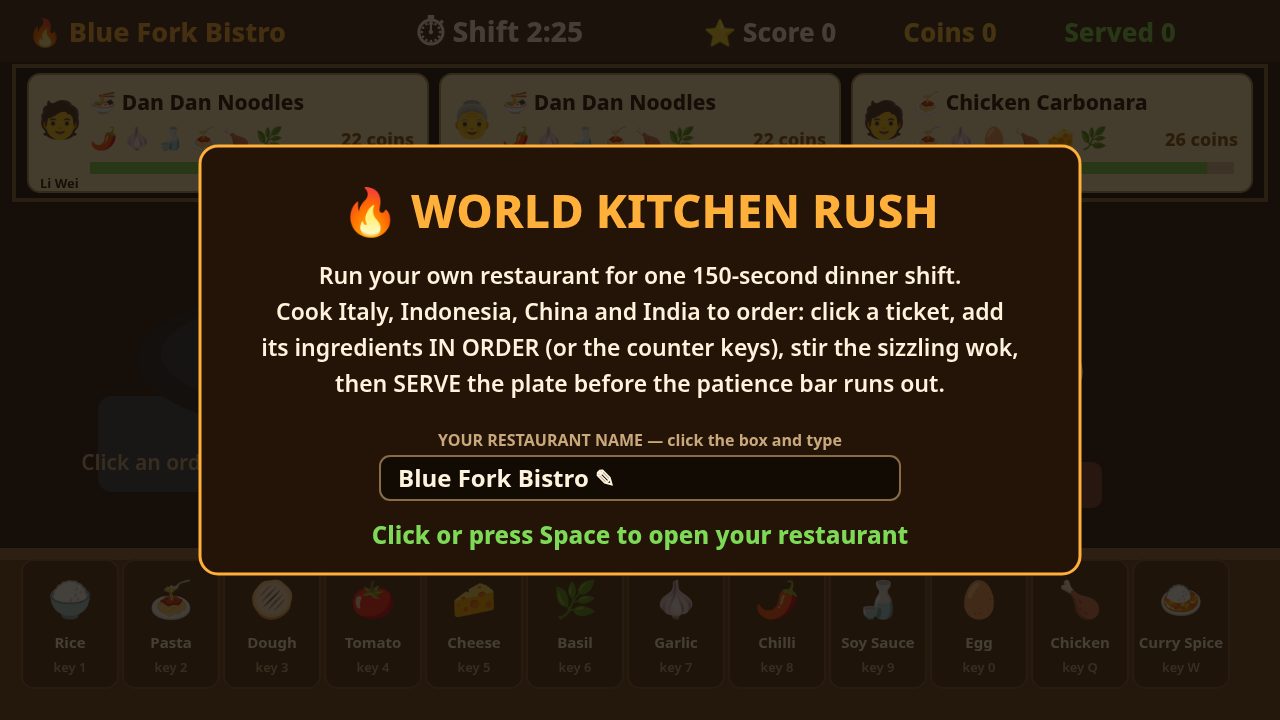 Blue Fork Bistro
Shift 2:25
Score 0
Coins 0
Served 0
Dan Dan Noodles
22 coins
Li Wei
Dan Dan Noodles
22 coins
Chicken Carbonara
26 coins
WORLD KITCHEN RUSH
Run your own restaurant for one 150-second dinner shift.
Cook Italy, Indonesia, China and India to order: click a ticket, add
its ingredients IN ORDER (or the counter keys), stir the sizzling wok,
then SERVE the plate before the patience bar runs out.
YOUR RESTAURANT NAME — click the box and type
Blue Fork Bistro ✎
Click an ord
Click or press Space to open your restaurant
Rice
key 1
Pasta
key 2
Dough
key 3
Tomato
key 4
Cheese
key 5
Basil
key 6
Garlic
key 7
Chilli
key 8
Soy Sauce
key 9
Egg
key 0
Chicken
key Q
Curry Spice
key W